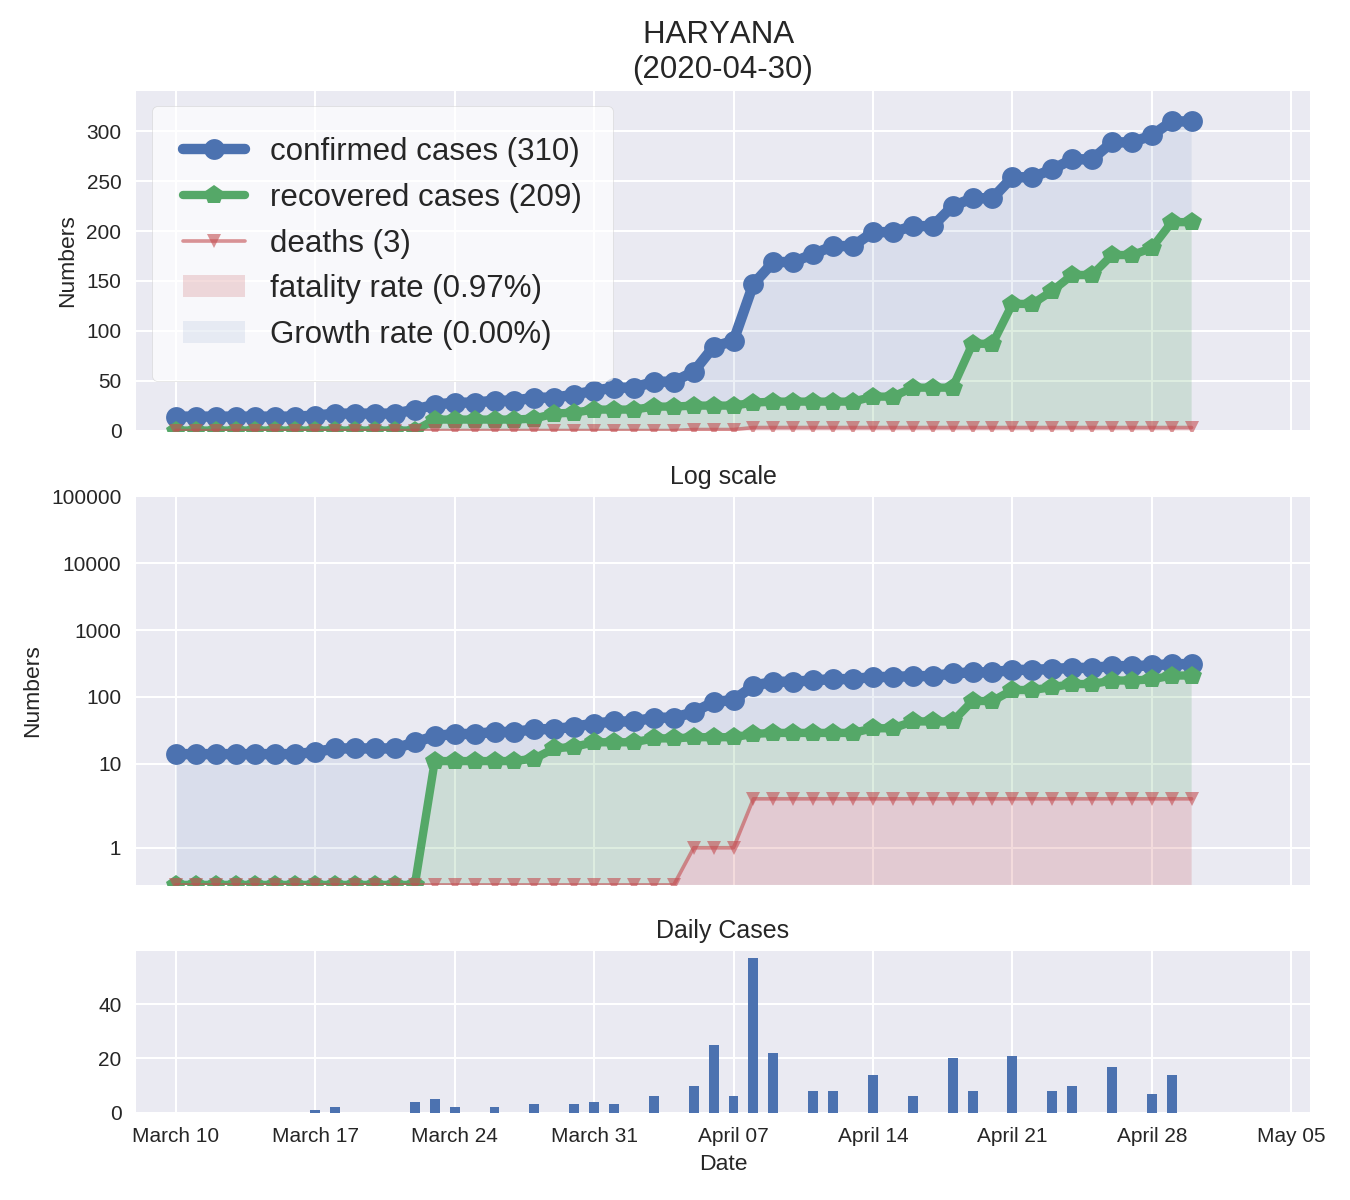 HARYANA
(2020-04-30)
confirmed cases (310)
recovered cases (209)
deaths (3)
fatality rate (0.97%)
Growth rate (0.00%)
Numbers
300
250
200
150
100
50
0
Log scale
Numbers
100000
10000
1000
100
10
1
Daily Cases
40
20
0
March 10 March 17 March 24 March 31 April 07 April 14 April 21 April 28 May 05
Date